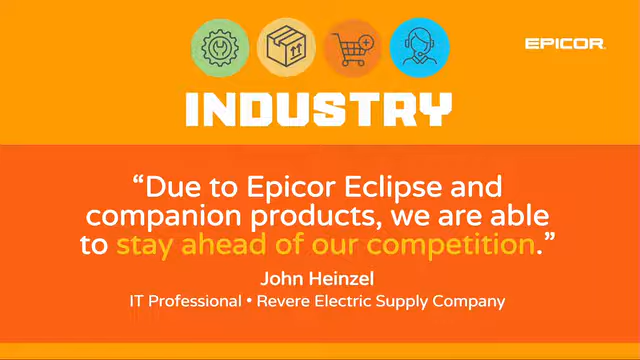 EPICOR
INDUSTRY
“Due to Epicor Eclipse and
companion products, we are able
to stay ahead of our competition.”
John Heinzel
IT Professional • Revere Electric Supply Company